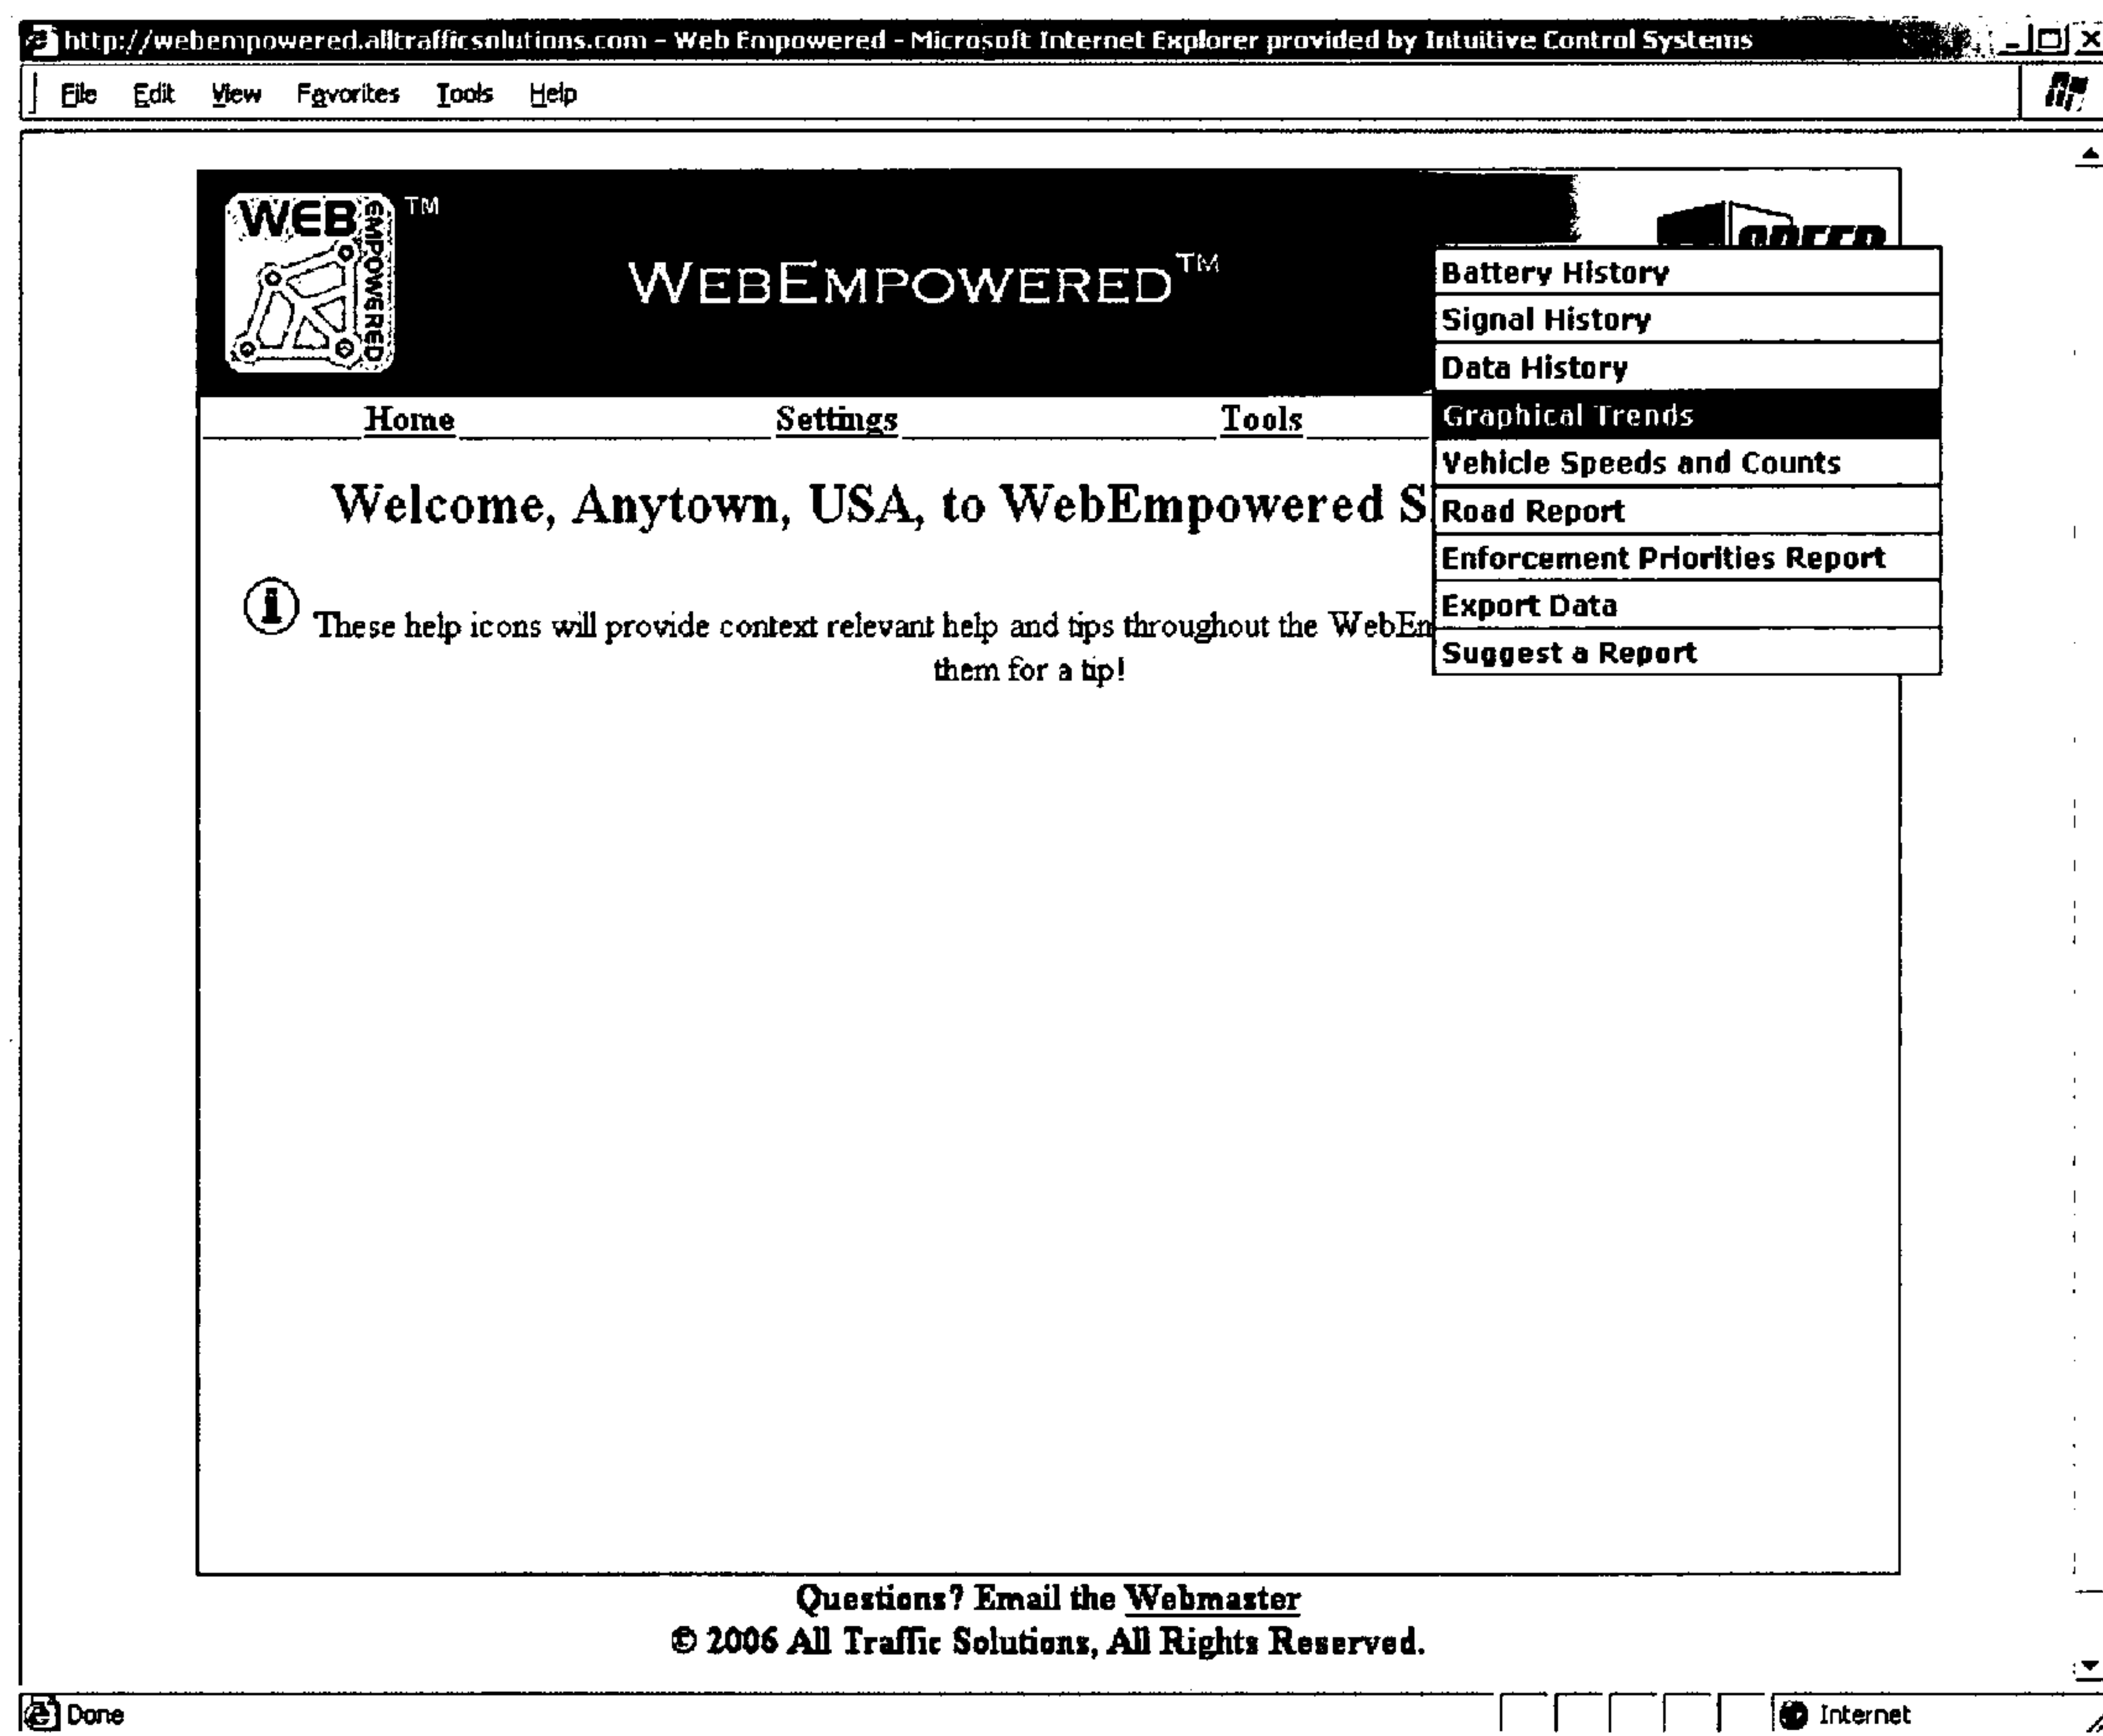 http://webempowered.alltrafficsolutions.com - Web Empowered - Microsoft Internet Explorer provided by Intuitive Control Systems
File Edit View Favorites Tools Help
WEB EMPOWERED TM
WEBEMPOWERED TM
Battery History
Signal History
Data History
Graphical Trends
Vehicle Speeds and Counts
Road Report
Enforcement Priorities Report
Export Data
Suggest a Report
Home Settings Tools
Welcome, Anytown, USA, to WebEmpowered S
i These help icons will provide context relevant help and tips throughout the WebEm
them for a tip!
Questions? Email the Webmaster
© 2006 All Traffic Solutions, All Rights Reserved.
Done Internet